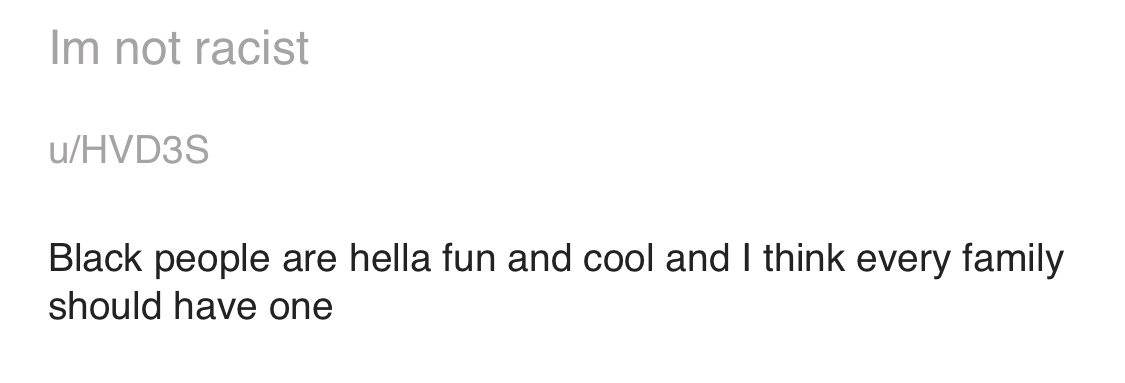 Im not racist
u/HVD3S
Black people are hella fun and cool and I think every family
should have one